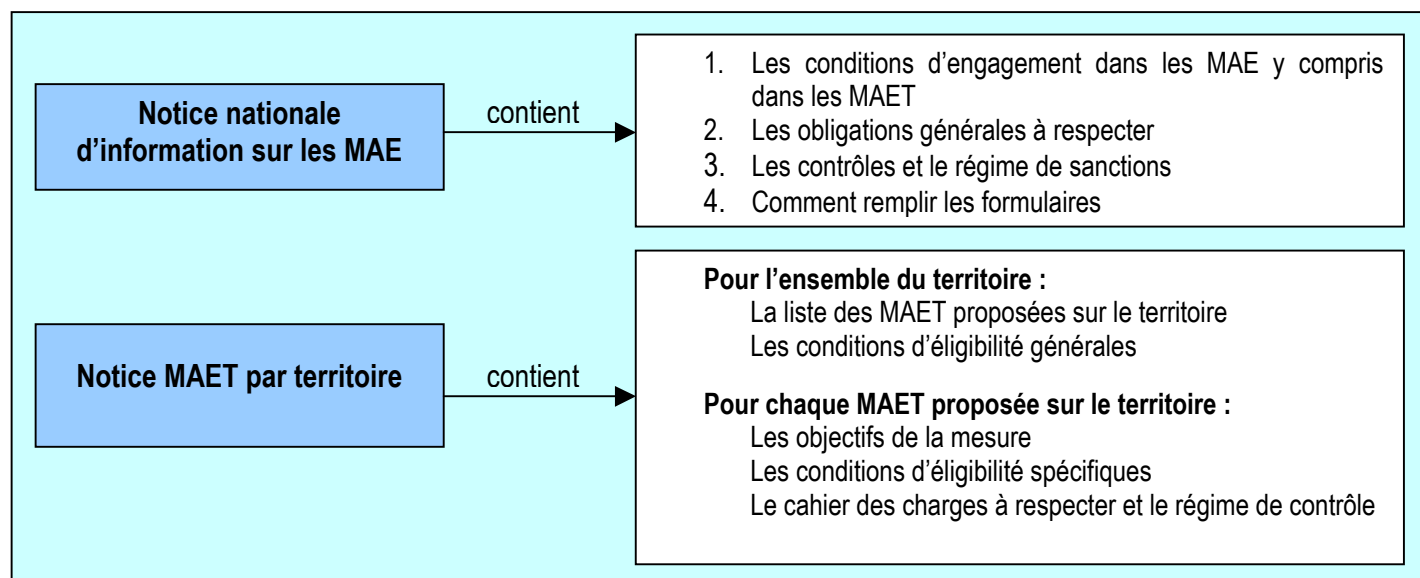 Notice nationale
d'information sur les MAE
contient
1. Les conditions d'engagement dans les MAE y compris
dans les MAET
2. Les obligations générales à respecter
3. Les contrôles et le régime de sanctions
4. Comment remplir les formulaires
Notice MAET par territoire
contient
Pour l'ensemble du territoire :
La liste des MAET proposées sur le territoire
Les conditions d'éligibilité générales
Pour chaque MAET proposée sur le territoire :
Les objectifs de la mesure
Les conditions d'éligibilité spécifiques
Le cahier des charges à respecter et le régime de contrôle